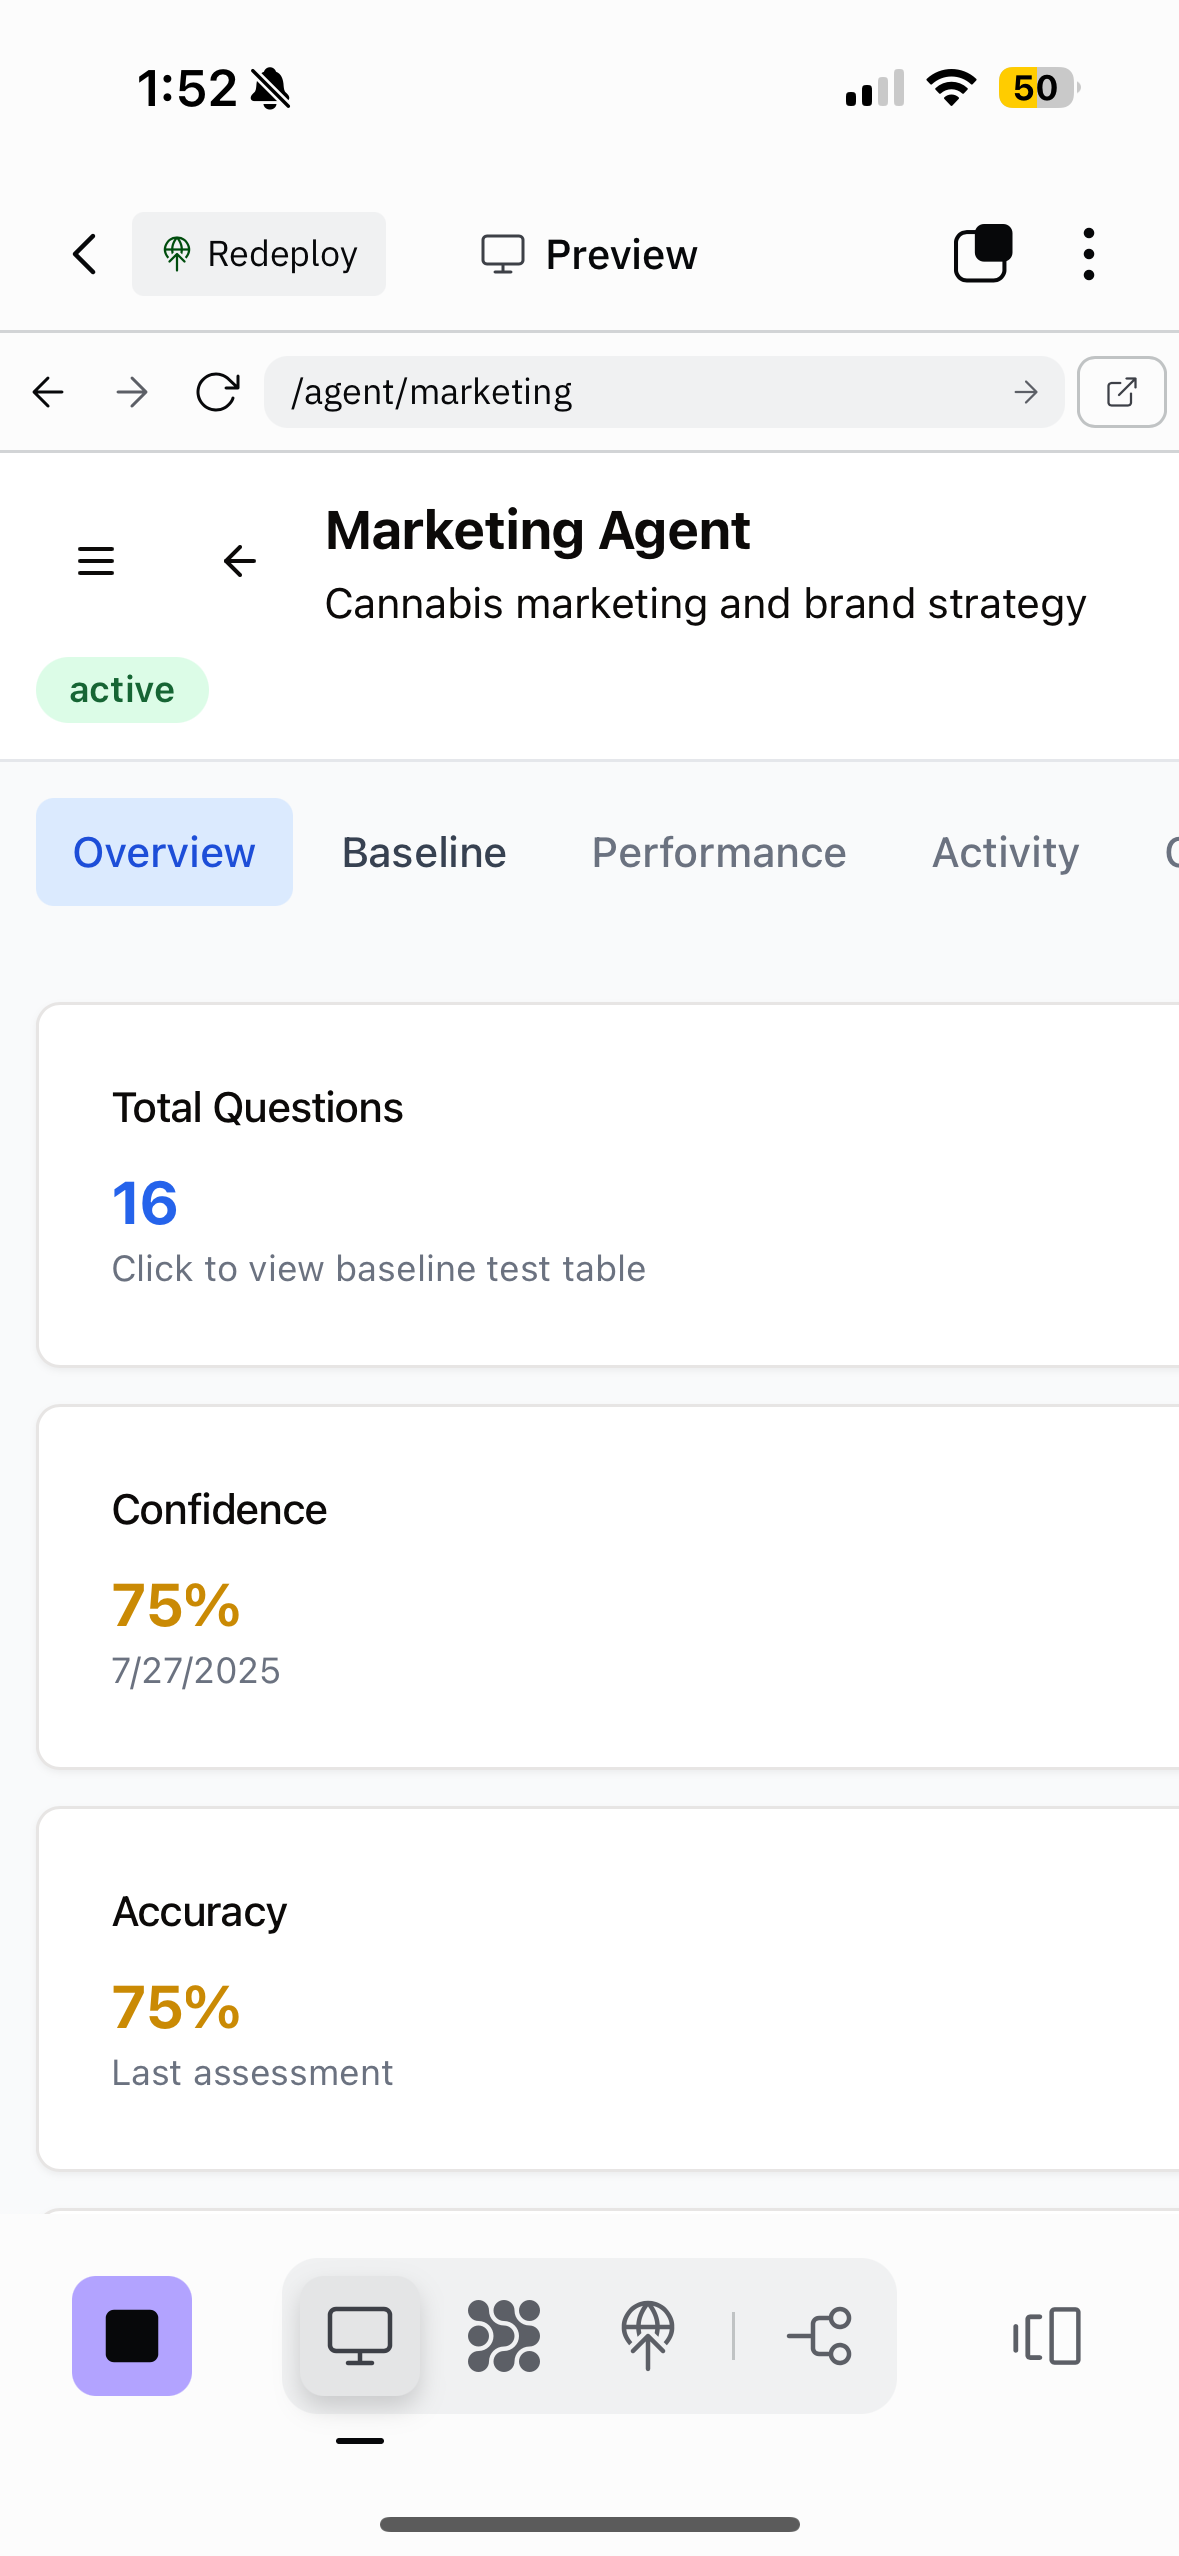 1:52
50
Redeploy
Preview
/agent/marketing
Marketing Agent
Cannabis marketing and brand strategy
active
Overview
Baseline
Performance
Activity
Total Questions
16
Click to view baseline test table
Confidence
75%
7/27/2025
Accuracy
75%
Last assessment